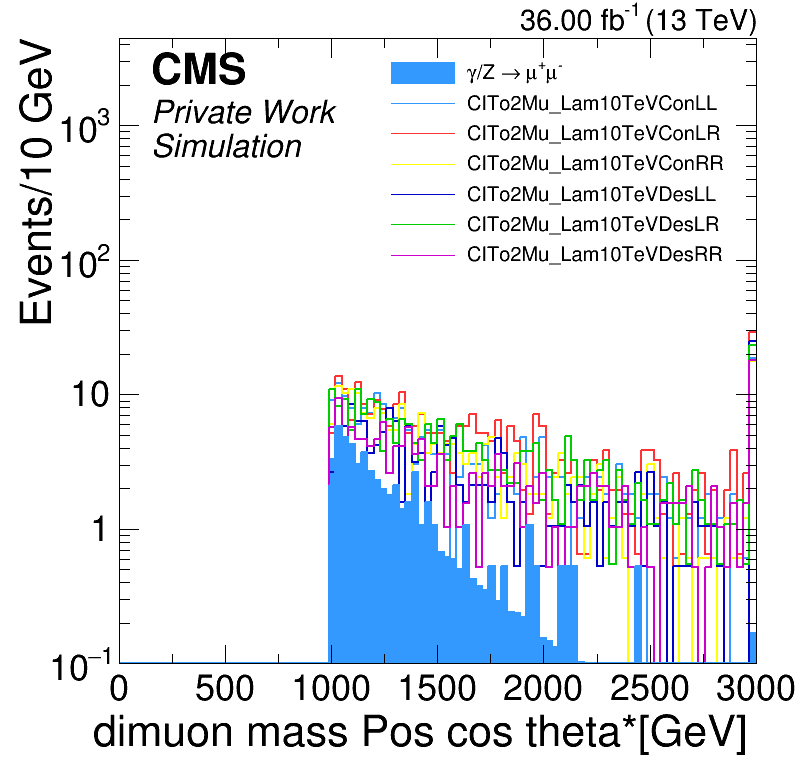 36.00 fb⁻¹ (13 TeV)
CMS
Private Work
Simulation
γ/Z → μ⁺μ⁻
CITo2Mu_Lam10TeVConLL
CITo2Mu_Lam10TeVConLR
CITo2Mu_Lam10TeVConRR
CITo2Mu_Lam10TeVDesLL
CITo2Mu_Lam10TeVDesLR
CITo2Mu_Lam10TeVDesRR
Events/10 GeV
10³
10²
10
1
10⁻¹
0 500 1000 1500 2000 2500 3000
dimuon mass Pos cos theta*[GeV]